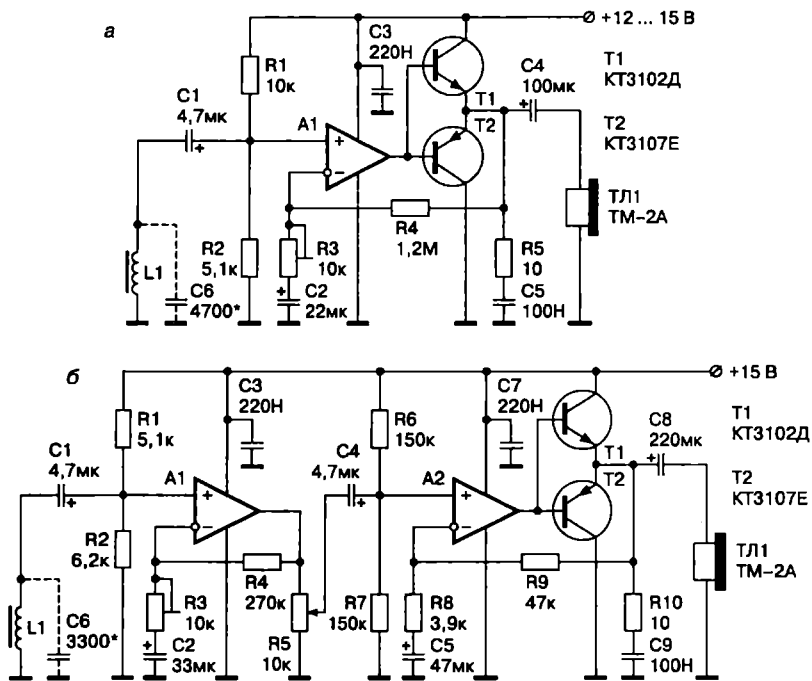 а
+12 ... 15 В
C3
220Н
R1
10к
C1
4,7мк
+
A1
+
−
T1
T2
C4
100мк
+
T1
КТ3102Д
T2
КТ3107Е
ТЛ1
ТМ–2А
R4
1,2М
R2
5,1к
R3
10к
R5
10
L1
C6
4700*
+
C2
22мк
C5
100Н
б
+15 В
C3
220Н
C7
220Н
R1
5,1к
R6
150к
C1
4,7мк
+
A1
+
−
C4
4,7мк
+
A2
+
−
T1
T2
C8
220мк
+
T1
КТ3102Д
T2
КТ3107Е
ТЛ1
ТМ–2А
R2
6,2к
R4
270к
R9
47к
R3
10к
R5
10к
R7
150к
R8
3,9к
R10
10
L1
C6
3300*
+
C2
33мк
+
C5
47мк
C9
100Н